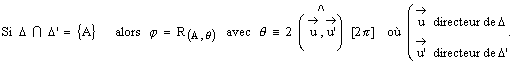 Si Δ ⋂ Δ' = {A} alors φ = R(A , θ) avec θ ≡ 2 (u⃗ , u⃗')^ [2π] où ( u⃗ directeur de Δ
u⃗' directeur de Δ'.